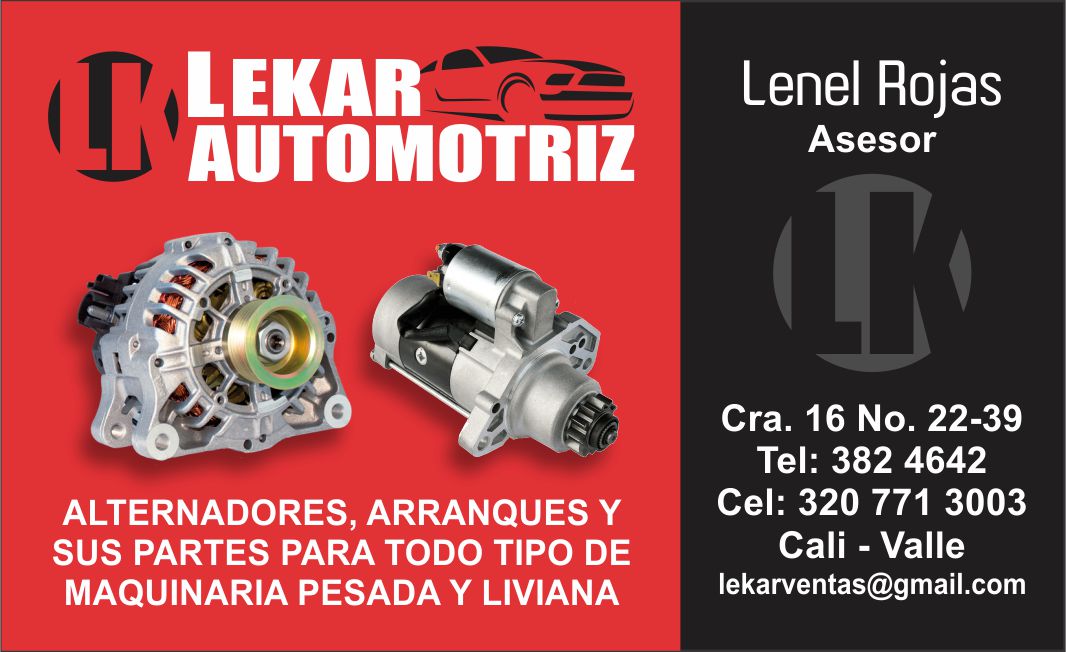 LK
LEKAR
AUTOMOTRIZ
ALTERNADORES, ARRANQUES Y
SUS PARTES PARA TODO TIPO DE
MAQUINARIA PESADA Y LIVIANA
Lenel Rojas
Asesor
LK
Cra. 16 No. 22-39
Tel: 382 4642
Cel: 320 771 3003
Cali - Valle
lekarventas@gmail.com